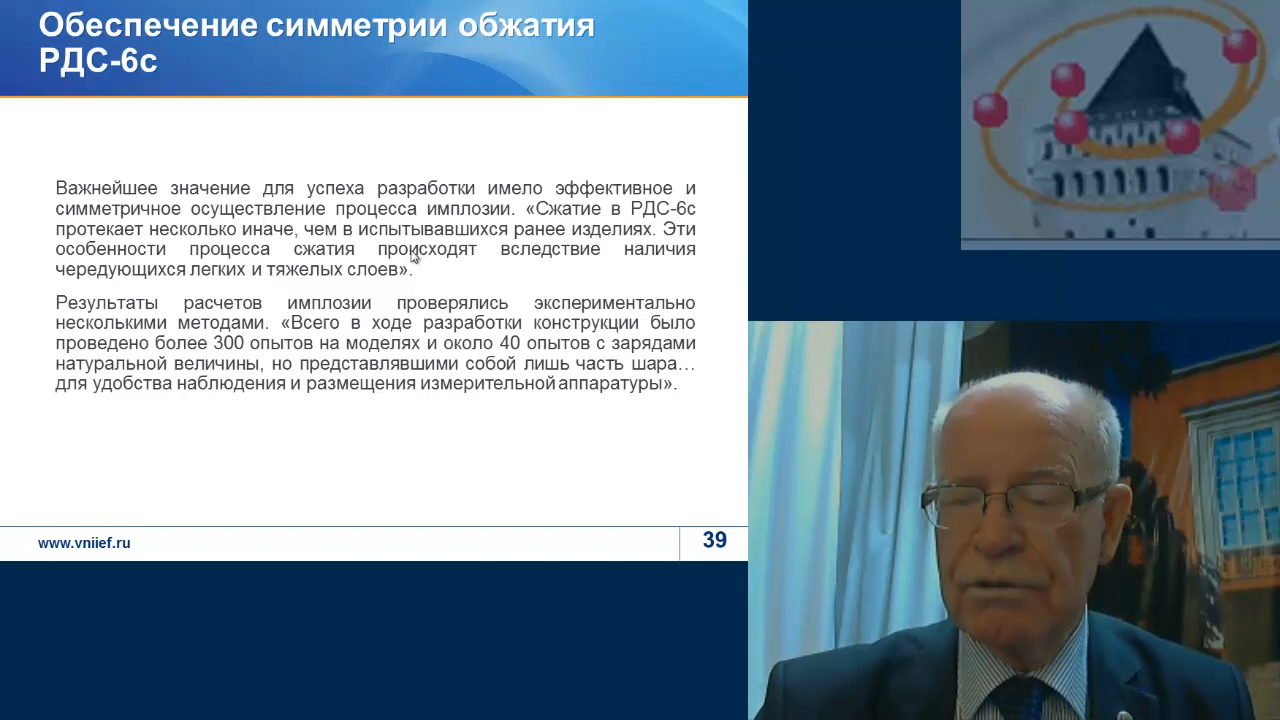 Обеспечение симметрии обжатия
РДС-6с
Важнейшее значение для успеха разработки имело эффективное и
симметричное осуществление процесса имплозии. «Сжатие в РДС-6с
протекает несколько иначе, чем в испытывавшихся ранее изделиях. Эти
особенности процесса сжатия происходят вследствие наличия
чередующихся легких и тяжелых слоев».
Результаты расчетов имплозии проверялись экспериментально
несколькими методами. «Всего в ходе разработки конструкции было
проведено более 300 опытов на моделях и около 40 опытов с зарядами
натуральной величины, но представлявшими собой лишь часть шара…
для удобства наблюдения и размещения измерительной аппаратуры».
www.vniief.ru
39